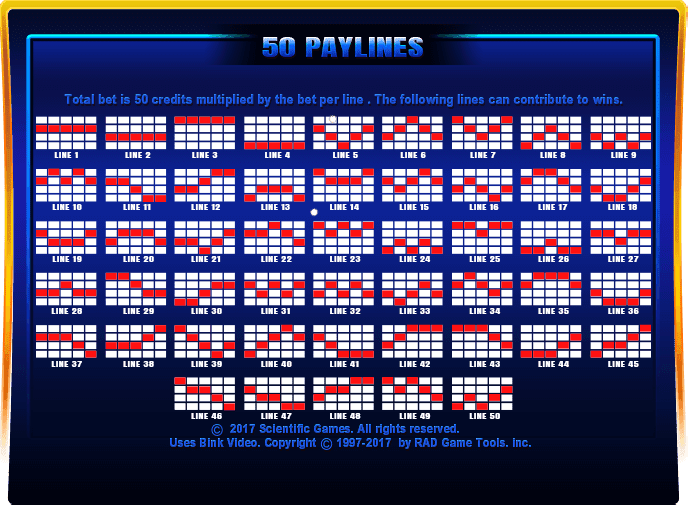 50 PAYLINES
Total bet is 50 credits multiplied by the bet per line . The following lines can contribute to wins.
LINE 1 LINE 2 LINE 3 LINE 4 LINE 5 LINE 6 LINE 7 LINE 8 LINE 9
LINE 10 LINE 11 LINE 12 LINE 13 LINE 14 LINE 15 LINE 16 LINE 17 LINE 18
LINE 19 LINE 20 LINE 21 LINE 22 LINE 23 LINE 24 LINE 25 LINE 26 LINE 27
LINE 28 LINE 29 LINE 30 LINE 31 LINE 32 LINE 33 LINE 34 LINE 35 LINE 36
LINE 37 LINE 38 LINE 39 LINE 40 LINE 41 LINE 42 LINE 43 LINE 44 LINE 45
LINE 46 LINE 47 LINE 48 LINE 49 LINE 50
© 2017 Scientific Games. All rights reserved.
Uses Bink Video. Copyright © 1997-2017 by RAD Game Tools. Inc.